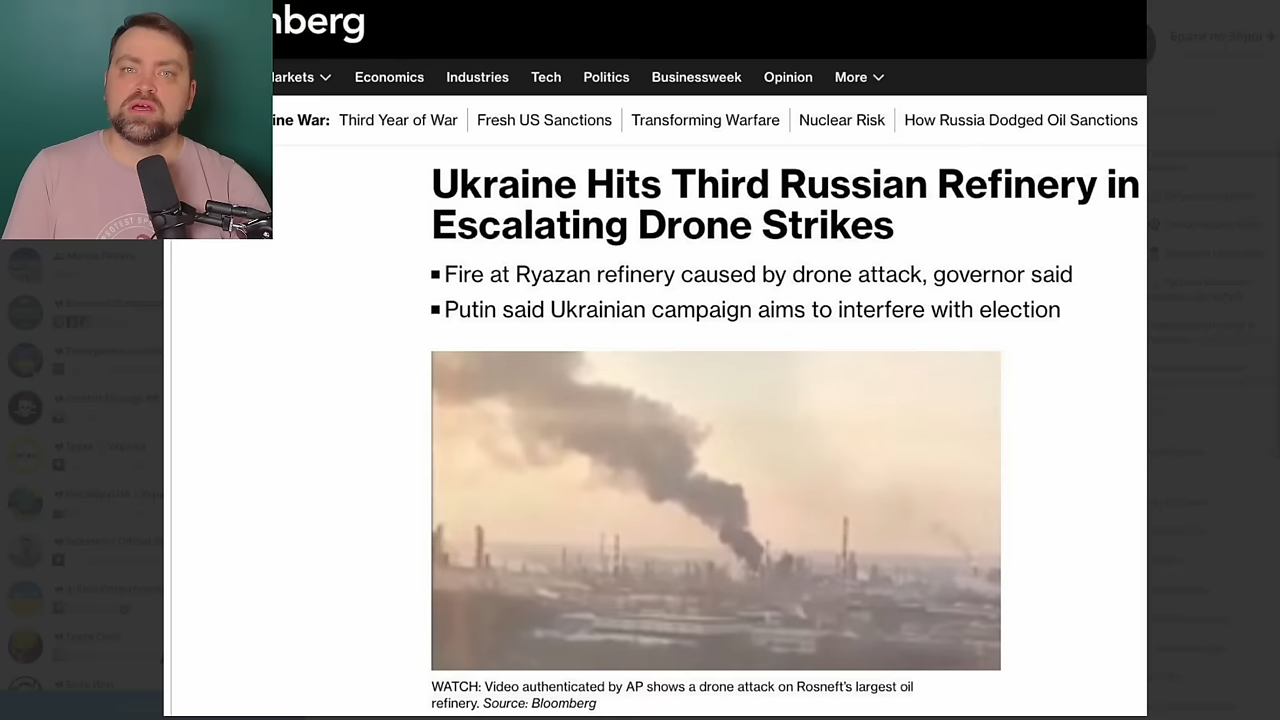 nberg
arkets
Economics
Industries
Tech
Politics
Businessweek
Opinion
More
ine War:
Third Year of War
Fresh US Sanctions
Transforming Warfare
Nuclear Risk
How Russia Dodged Oil Sanctions
Ukraine Hits Third Russian Refinery in
Escalating Drone Strikes
Fire at Ryazan refinery caused by drone attack, governor said
Putin said Ukrainian campaign aims to interfere with election
WATCH: Video authenticated by AP shows a drone attack on Rosneft's largest oil
refinery. Source: Bloomberg